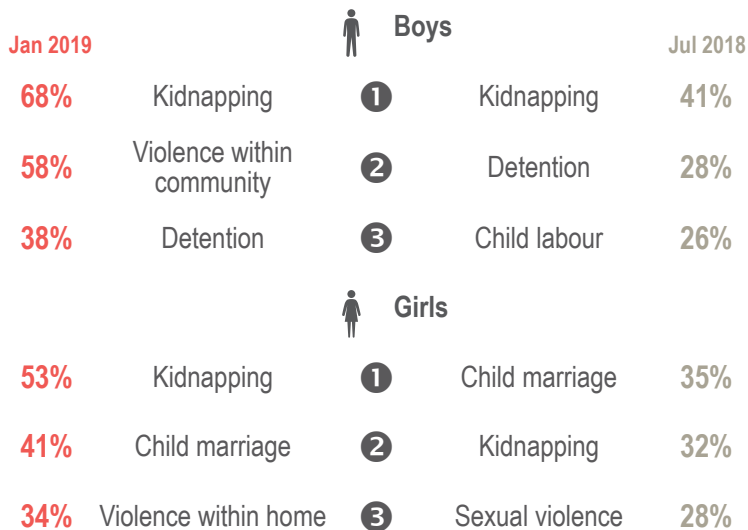 Boys
Jan 2019 Jul 2018
68% Kidnapping 1 Kidnapping 41%
58% Violence within
community 2 Detention 28%
38% Detention 3 Child labour 26%
Girls
53% Kidnapping 1 Child marriage 35%
41% Child marriage 2 Kidnapping 32%
34% Violence within home 3 Sexual violence 28%